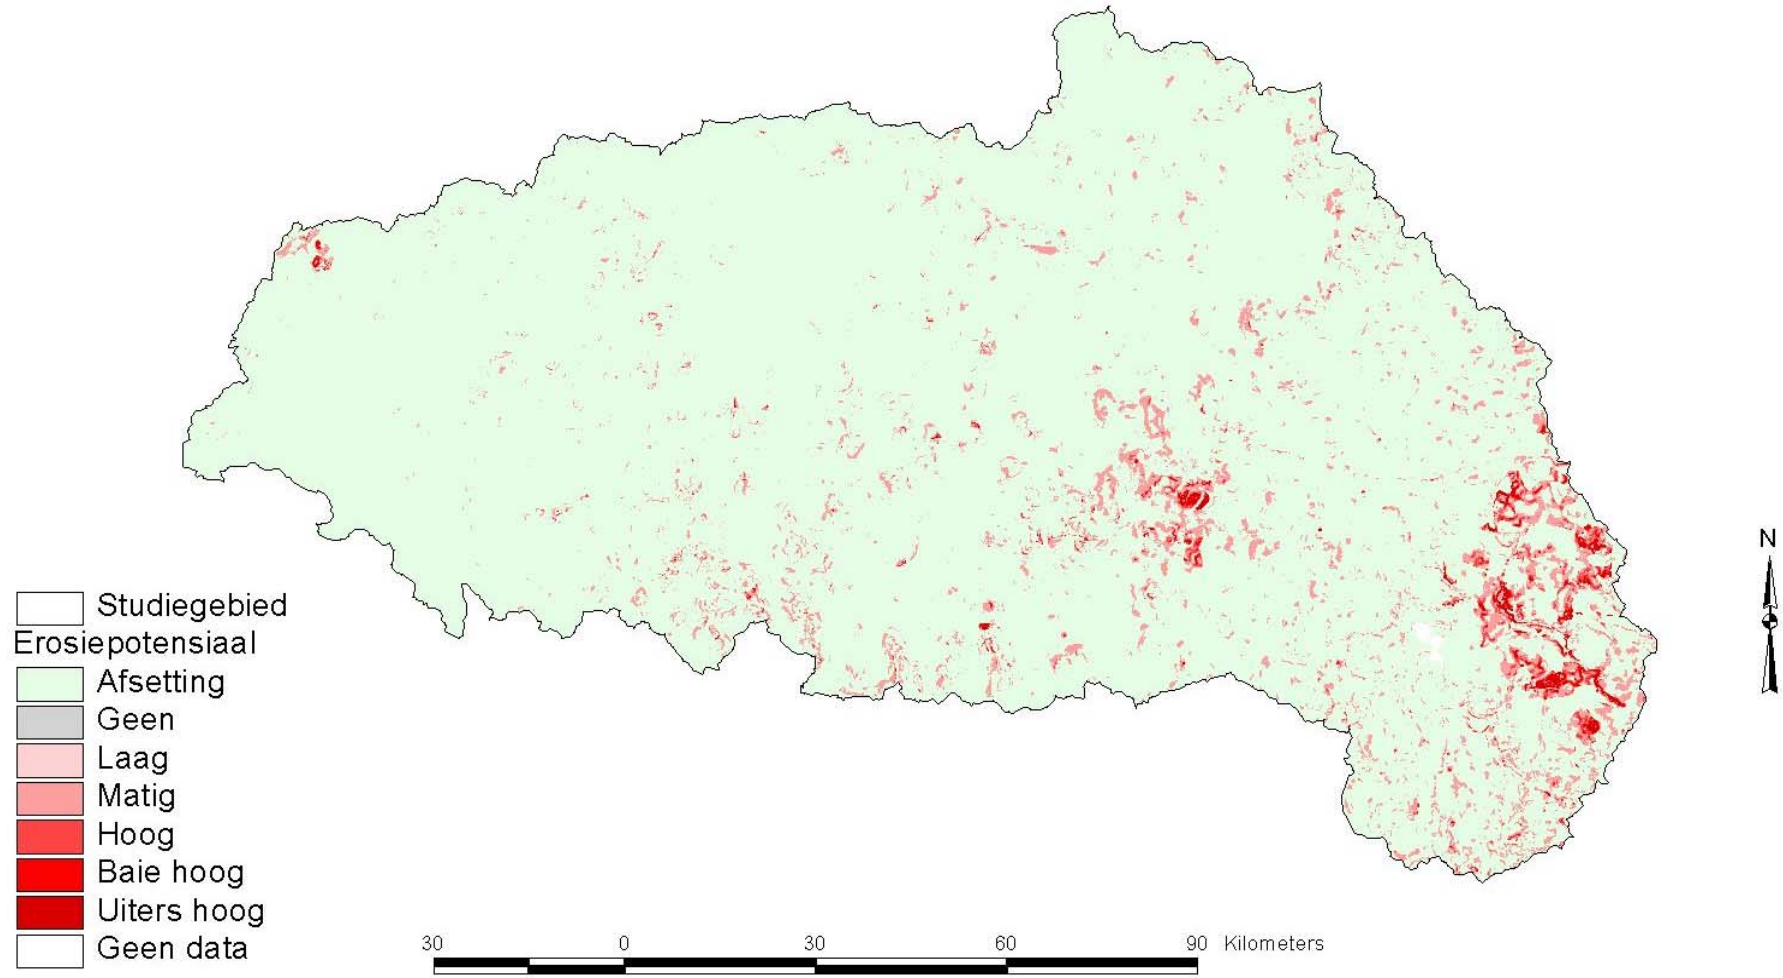 N
Studiegebied
Erosiepotensiaal
Afsetting
Geen
Laag
Matig
Hoog
Baie hoog
Uiters hoog
Geen data
30 0 30 60 90 Kilometers